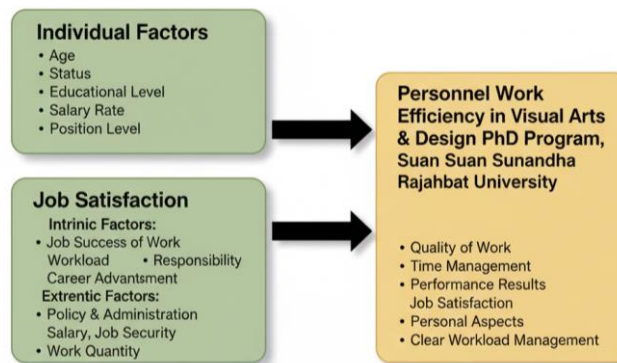 Individual Factors
• Age
• Status
• Educational Level
• Salary Rate
• Position Level
Job Satisfaction
Intrinic Factors:
• Job Success of Work
Workload • Responsibility
Career Advantsment
Extrentic Factors:
• Policy & Administration
Salary, Job Security
• Work Quantity
Personnel Work
Efficiency in Visual Arts
& Design PhD Program,
Suan Suan Sunandha
Rajahbat University
• Quality of Work
• Time Management
• Performance Results
Job Satisfaction
• Personal Aspects
• Clear Workload Management